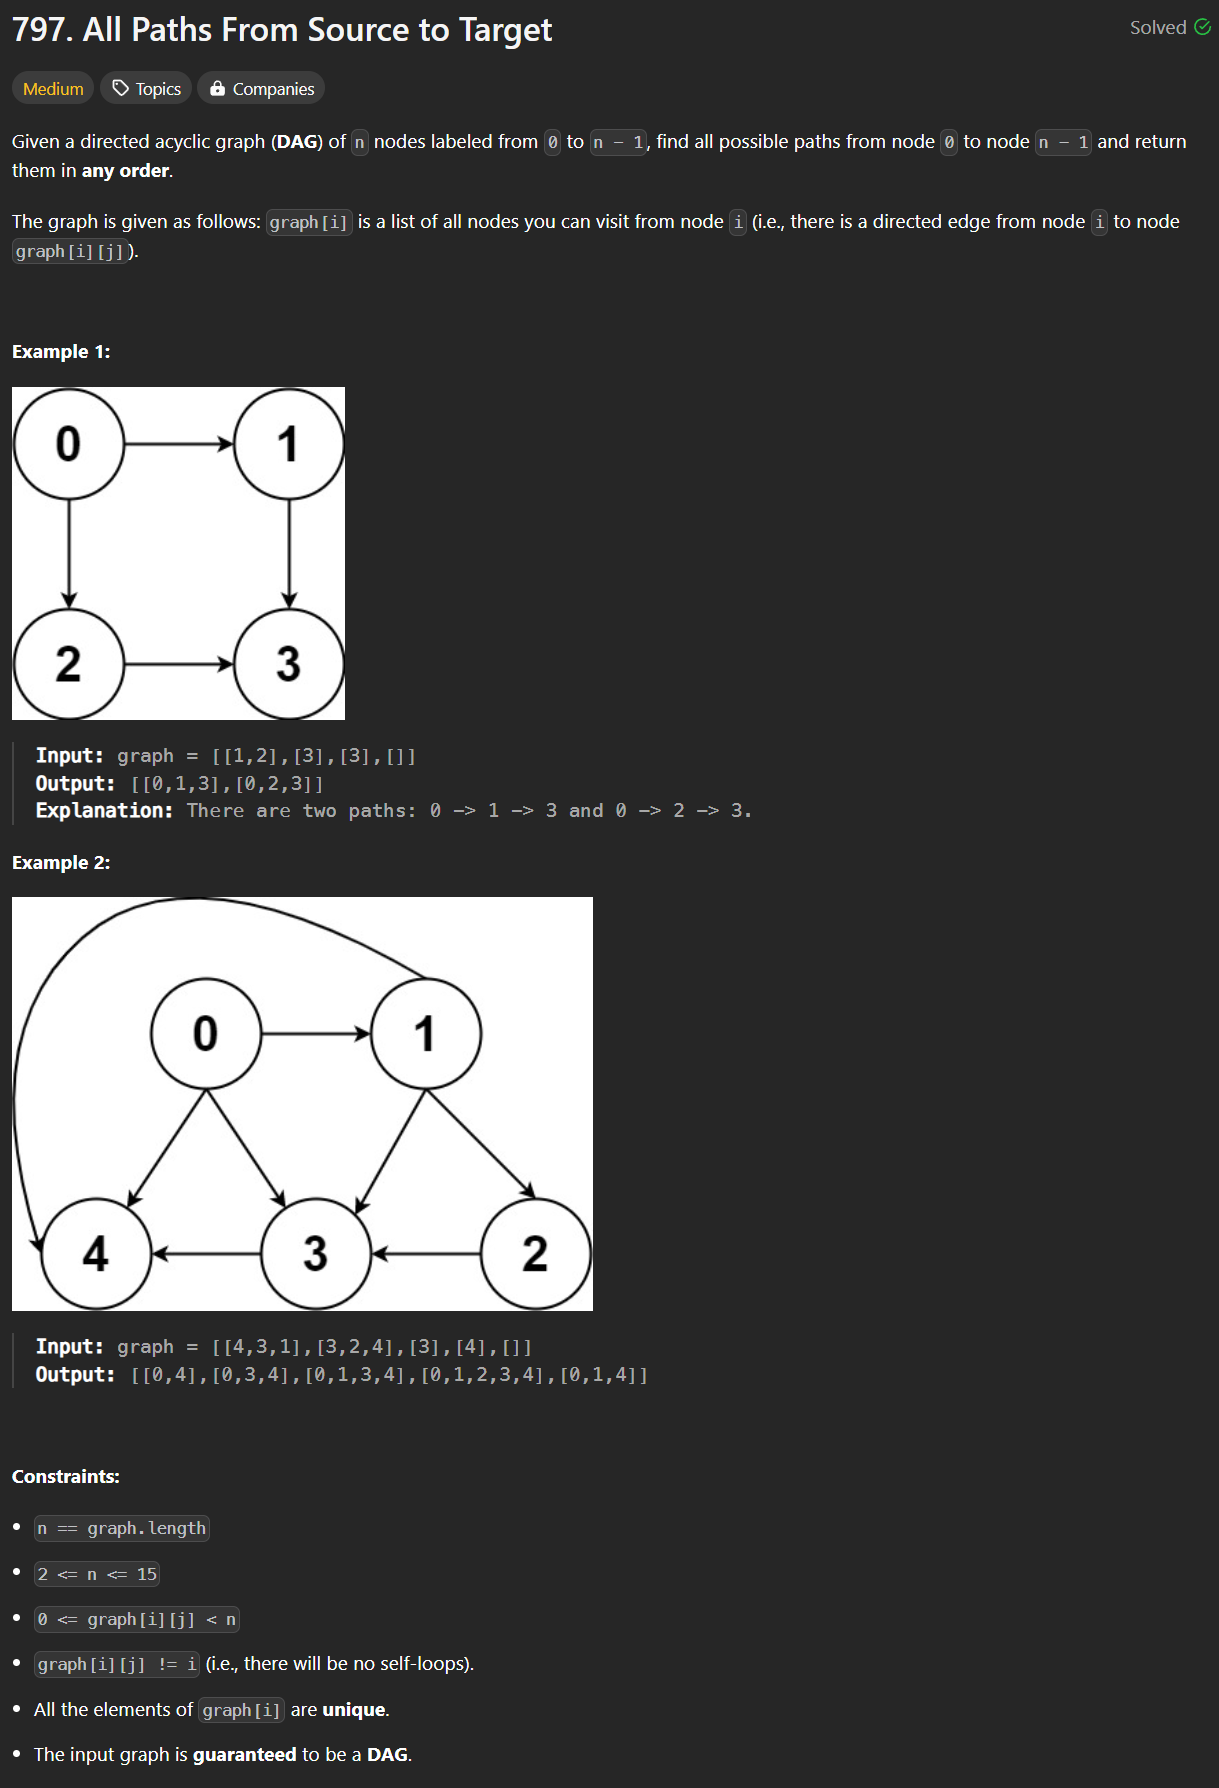 797. All Paths From Source to Target
Solved
Medium Topics Companies
Given a directed acyclic graph (DAG) of n nodes labeled from 0 to n - 1, find all possible paths from node 0 to node n - 1 and return
them in any order.
The graph is given as follows: graph[i] is a list of all nodes you can visit from node i (i.e., there is a directed edge from node i to node
graph[i][j]).
Example 1:
0 1
2 3
Input: graph = [[1,2],[3],[3],[]]
Output: [[0,1,3],[0,2,3]]
Explanation: There are two paths: 0 -> 1 -> 3 and 0 -> 2 -> 3.
Example 2:
0 1
4 3 2
Input: graph = [[4,3,1],[3,2,4],[3],[4],[]]
Output: [[0,4],[0,3,4],[0,1,3,4],[0,1,2,3,4],[0,1,4]]
Constraints:
• n == graph.length
• 2 <= n <= 15
• 0 <= graph[i][j] < n
• graph[i][j] != i (i.e., there will be no self-loops).
• All the elements of graph[i] are unique.
• The input graph is guaranteed to be a DAG.